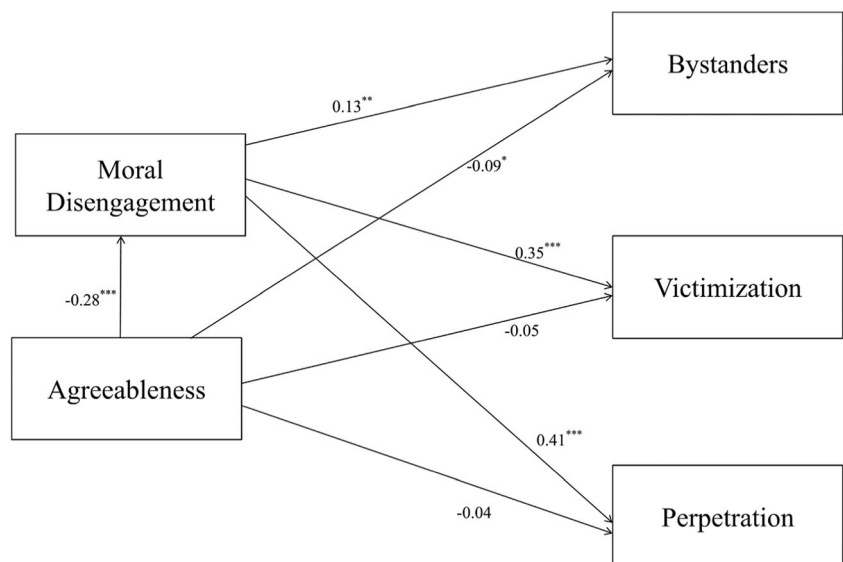 Bystanders
0.13**
Moral
Disengagement
-0.09*
0.35***
Victimization
-0.28***
-0.05
Agreeableness
0.41***
-0.04
Perpetration